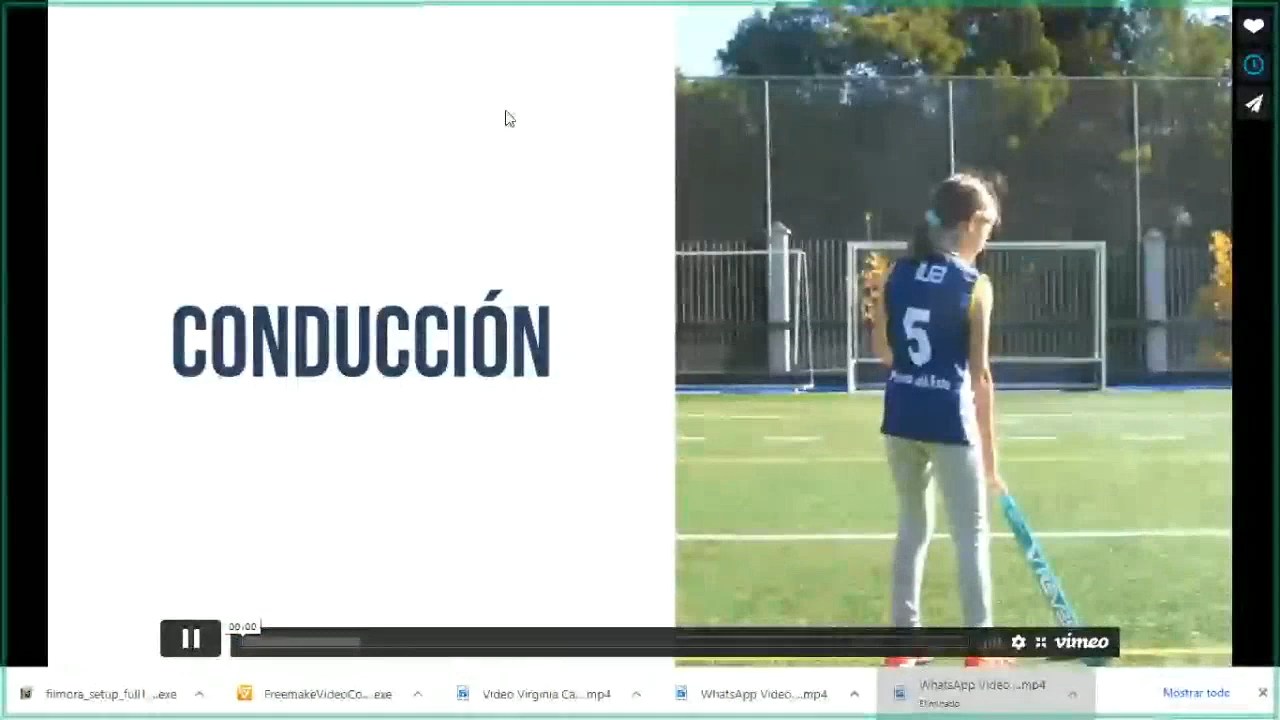 CONDUCCIÓN
5
00:00
vimeo
filmora_setup_full1....exe
FreemakeVideoCo....exe
Video Virginia Ca....mp4
WhatsApp Video....mp4
WhatsApp Video ....mp4
Eliminado
Mostrar todo